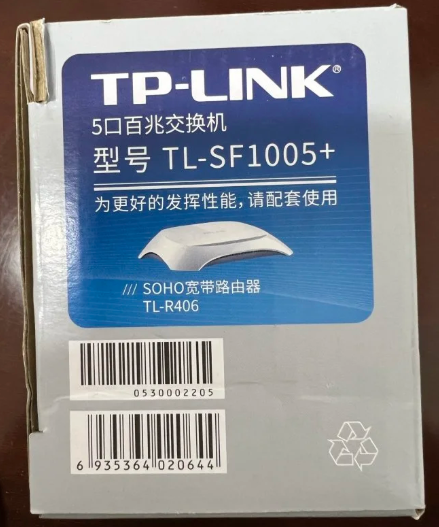 TP-LINK®
5口百兆交换机
型号 TL-SF1005+
为更好的发挥性能,请配套使用
/// SOHO宽带路由器
TL-R406
0530002205
6 935364 020644